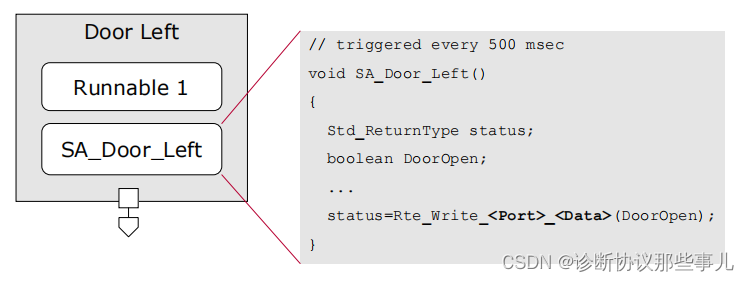 Door Left
Runnable 1
SA_Door_Left
// triggered every 500 msec
void SA_Door_Left()
{
Std_ReturnType status;
boolean DoorOpen;
...
status=Rte_Write_<Port>_<Data>(DoorOpen);
}
CSDN @诊断协议那些事儿